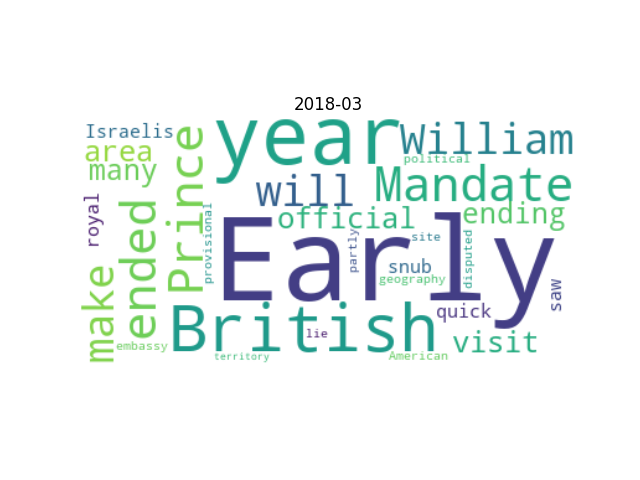 2018-03
year
William
Israelis
area
political
many
Prince
will
Mandate
royal
ended
provisional
official
ending
Early
partly
site
disputed
snub
geography
make
saw
British
quick
lie
visit
embassy
territory
American